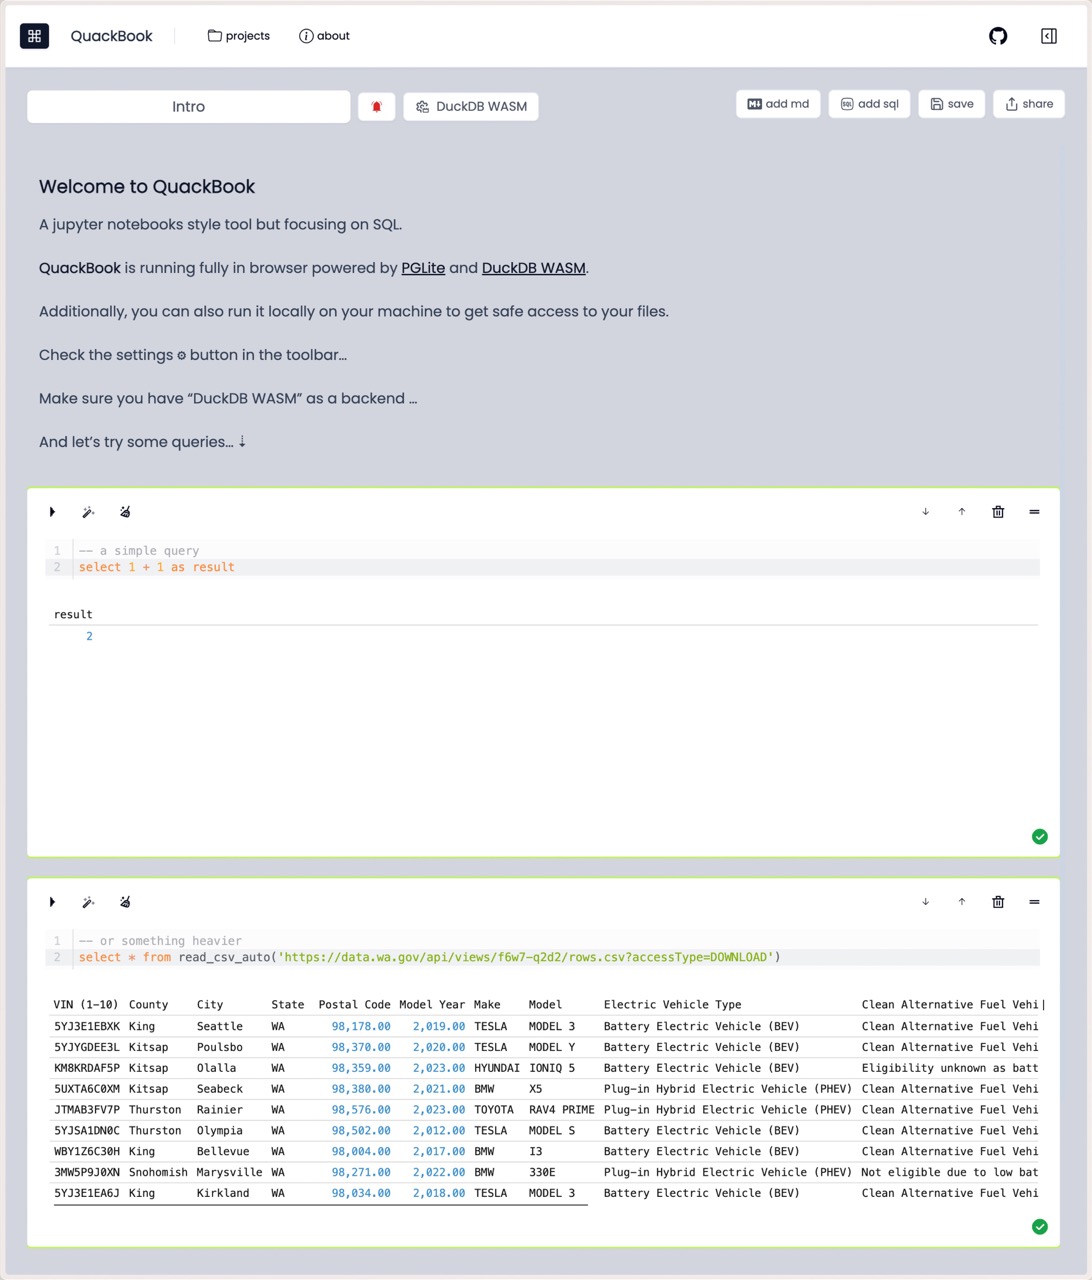 QuackBook projects about
Intro DuckDB WASM add md add sql save share
Welcome to QuackBook
A jupyter notebooks style tool but focusing on SQL.
QuackBook is running fully in browser powered by PGLite and DuckDB WASM.
Additionally, you can also run it locally on your machine to get safe access to your files.
Check the settings ⚙ button in the toolbar...
Make sure you have “DuckDB WASM” as a backend ...
And let’s try some queries... ⇣
1 -- a simple query
2 select 1 + 1 as result
result
2
1 -- or something heavier
2 select * from read_csv_auto('https://data.wa.gov/api/views/f6w7-q2d2/rows.csv?accessType=DOWNLOAD')
VIN (1-10) County City State Postal Code Model Year Make Model Electric Vehicle Type Clean Alternative Fuel Vehi
5YJ3E1EBXK King Seattle WA 98,178.00 2,019.00 TESLA MODEL 3 Battery Electric Vehicle (BEV) Clean Alternative Fuel Vehi
5YJYGDEE3L Kitsap Poulsbo WA 98,370.00 2,020.00 TESLA MODEL Y Battery Electric Vehicle (BEV) Clean Alternative Fuel Vehi
KM8KRDAF5P Kitsap Olalla WA 98,359.00 2,023.00 HYUNDAI IONIQ 5 Battery Electric Vehicle (BEV) Eligibility unknown as batt
5UXTA6C0XM Kitsap Seabeck WA 98,380.00 2,021.00 BMW X5 Plug-in Hybrid Electric Vehicle (PHEV) Clean Alternative Fuel Vehi
JTMAB3FV7P Thurston Rainier WA 98,576.00 2,023.00 TOYOTA RAV4 PRIME Plug-in Hybrid Electric Vehicle (PHEV) Clean Alternative Fuel Vehi
5YJSA1DN0C Thurston Olympia WA 98,502.00 2,012.00 TESLA MODEL S Battery Electric Vehicle (BEV) Clean Alternative Fuel Vehi
WBY1Z6C30H King Bellevue WA 98,004.00 2,017.00 BMW I3 Battery Electric Vehicle (BEV) Clean Alternative Fuel Vehi
3MW5P9J0XN Snohomish Marysville WA 98,271.00 2,022.00 BMW 330E Plug-in Hybrid Electric Vehicle (PHEV) Not eligible due to low bat
5YJ3E1EA6J King Kirkland WA 98,034.00 2,018.00 TESLA MODEL 3 Battery Electric Vehicle (BEV) Clean Alternative Fuel Vehi